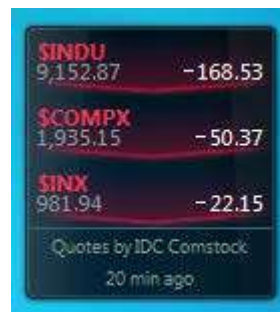 $INDU
9,152.87 -168.53
$COMPX
1,935.15 -50.37
$INX
981.94 -22.15
Quotes by IDC Comstock
20 min ago